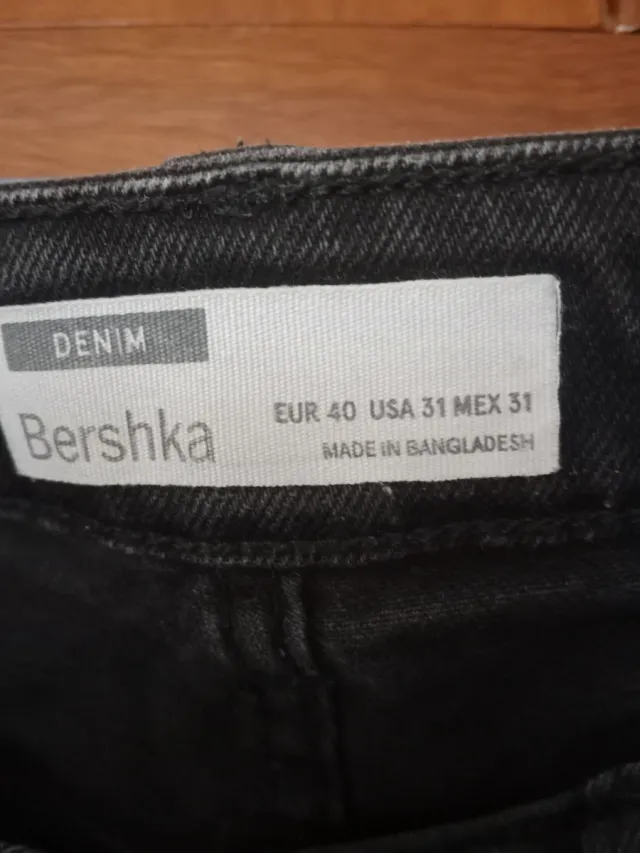 DENIM
Bershka
EUR 40 USA 31 MEX 31
MADE IN BANGLADESH